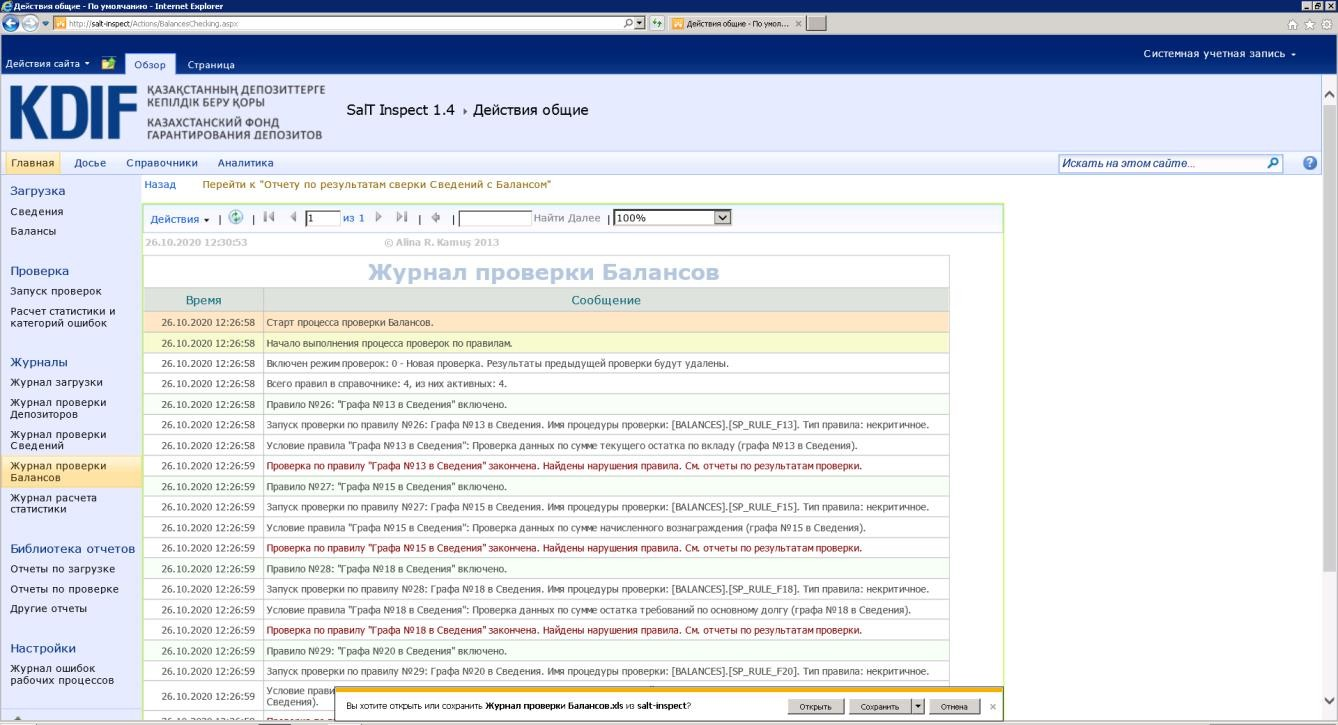 Действия общие - По умолчанию - Internet Explorer
http://salt-inspect/Actions/BalancesChecking.aspx
Действия общие - По умол...
Системная учетная запись
Действия сайта
Обзор
Страница
KDIF
ҚАЗАҚСТАННЫҢ ДЕПОЗИТТЕРГЕ
КЕПІЛДІК БЕРУ ҚОРЫ
КАЗАХСТАНСКИЙ ФОНД
ГАРАНТИРОВАНИЯ ДЕПОЗИТОВ
SalT Inspect 1.4 Действия общие
Главная Досье Справочники Аналитика
Искать на этом сайте...
Загрузка
Сведения
Балансы
Проверка
Запуск проверок
Расчет статистики и
категорий ошибок
Журналы
Журнал загрузки
Журнал проверки
Депозиторов
Журнал проверки
Сведений
Журнал проверки
Балансов
Журнал расчета
статистики
Библиотека отчетов
Отчеты по загрузке
Отчеты по проверке
Другие отчеты
Настройки
Журнал ошибок
рабочих процессов
Назад Перейти к "Отчету по результатам сверки Сведений с Балансом"
Действия | | 1 из 1 | | Найти Далее | 100%
26.10.2020 12:30:53 © Alina R. Kamuş 2013
Журнал проверки Балансов
Время Сообщение
26.10.2020 12:26:58 Старт процесса проверки Балансов.
26.10.2020 12:26:58 Начало выполнения процесса проверок по правилам.
26.10.2020 12:26:58 Включен режим проверок: 0 - Новая проверка. Результаты предыдущей проверки будут удалены.
26.10.2020 12:26:58 Всего правил в справочнике: 4, из них активных: 4.
26.10.2020 12:26:58 Правило №26: "Графа №13 в Сведения" включено.
26.10.2020 12:26:58 Запуск проверки по правилу №26: Графа №13 в Сведения. Имя процедуры проверки: [BALANCES].[SP_RULE_F13]. Тип правила: некритичное.
26.10.2020 12:26:58 Условие правила "Графа №13 в Сведения": Проверка данных по сумме текущего остатка по вкладу (графа №13 в Сведения).
26.10.2020 12:26:59 Проверка по правилу "Графа №13 в Сведения" закончена. Найдены нарушения правила. См. отчеты по результатам проверки.
26.10.2020 12:26:59 Правило №27: "Графа №15 в Сведения" включено.
26.10.2020 12:26:59 Запуск проверки по правилу №27: Графа №15 в Сведения. Имя процедуры проверки: [BALANCES].[SP_RULE_F15]. Тип правила: некритичное.
26.10.2020 12:26:59 Условие правила "Графа №15 в Сведения": Проверка данных по сумме начисленного вознаграждения (графа №15 в Сведения).
26.10.2020 12:26:59 Проверка по правилу "Графа №15 в Сведения" закончена. Найдены нарушения правила. См. отчеты по результатам проверки.
26.10.2020 12:26:59 Правило №28: "Графа №18 в Сведения" включено.
26.10.2020 12:26:59 Запуск проверки по правилу №28: Графа №18 в Сведения. Имя процедуры проверки: [BALANCES].[SP_RULE_F18]. Тип правила: некритичное.
26.10.2020 12:26:59 Условие правила "Графа №18 в Сведения": Проверка данных по сумме остатка требований по основному долгу (графа №18 в Сведения).
26.10.2020 12:26:59 Проверка по правилу "Графа №18 в Сведения" закончена. Найдены нарушения правила. См. отчеты по результатам проверки.
26.10.2020 12:26:59 Правило №29: "Графа №20 в Сведения" включено.
26.10.2020 12:26:59 Запуск проверки по правилу №29: Графа №20 в Сведения. Имя процедуры проверки: [BALANCES].[SP_RULE_F20]. Тип правила: некритичное.
26.10.2020 12:26:59 Условие прави
Сведения).
Вы хотите открыть или сохранить Журнал проверки Балансов.xls из salt-inspect? Открыть Сохранить Отмена